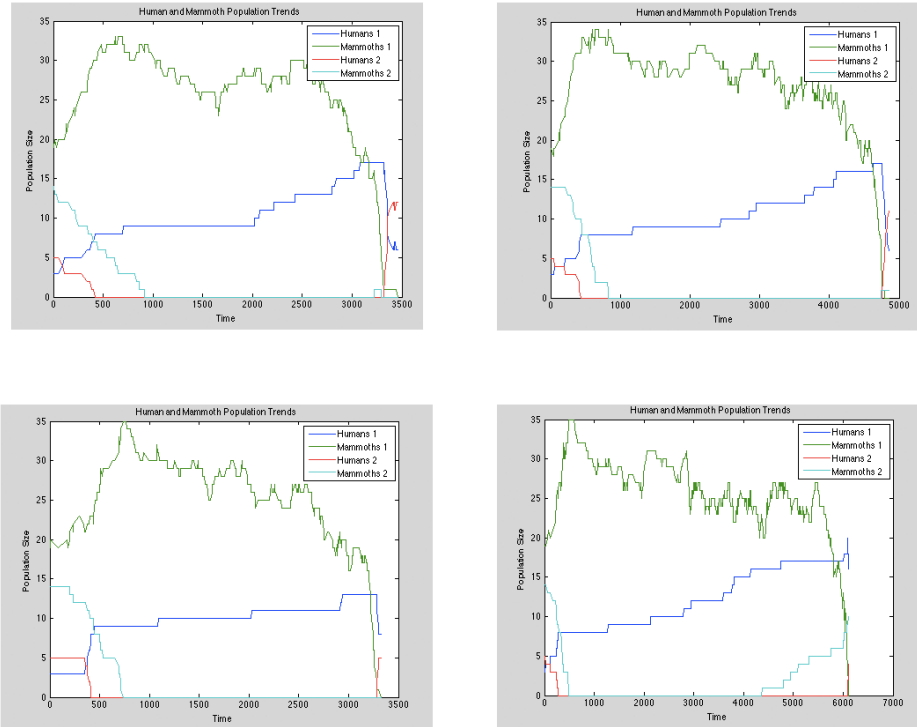 Human and Mammoth Population Trends
35
30
25
20
15
10
5
0
Population Size
Humans 1
Mammoths 1
Humans 2
Mammoths 2
0 500 1000 1500 2000 2500 3000 3500
Time
Human and Mammoth Population Trends
35
30
25
20
15
10
5
0
Population Size
Humans 1
Mammoths 1
Humans 2
Mammoths 2
0 1000 2000 3000 4000 5000
Time
Human and Mammoth Population Trends
35
30
25
20
15
10
5
0
Population Size
Humans 1
Mammoths 1
Humans 2
Mammoths 2
0 500 1000 1500 2000 2500 3000 3500
Time
Human and Mammoth Population Trends
35
30
25
20
15
10
5
0
Population Size
Humans 1
Mammoths 1
Humans 2
Mammoths 2
0 1000 2000 3000 4000 5000 6000 7000
Time